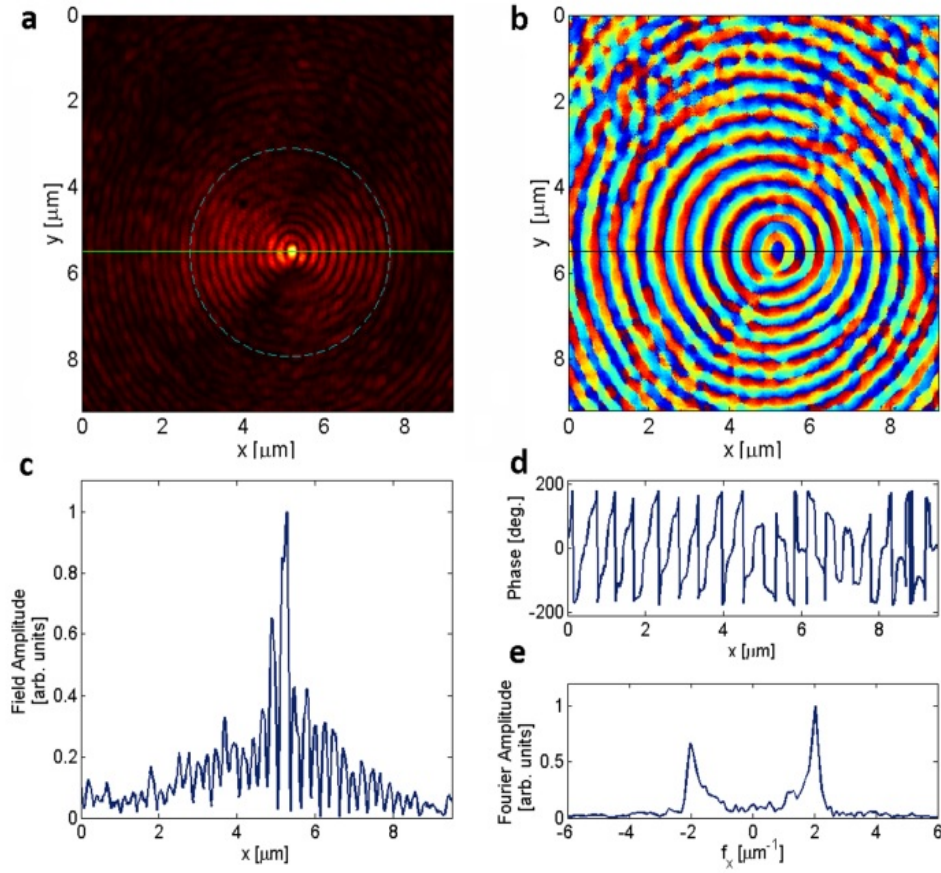 a
b
0
2
4
6
8
y [μm]
0 2 4 6 8
x [μm]
0
2
4
6
8
y [μm]
0 2 4 6 8
x [μm]
c
1
0.8
0.6
0.4
0.2
0
Field Amplitude
[arb. units]
0 2 4 6 8
x [μm]
d
200
0
-200
Phase [deg.]
0 2 4 6 8
x [μm]
e
1
0.5
0
Fourier Amplitude
[arb. units]
-6 -4 -2 0 2 4 6
fx [μm-1]